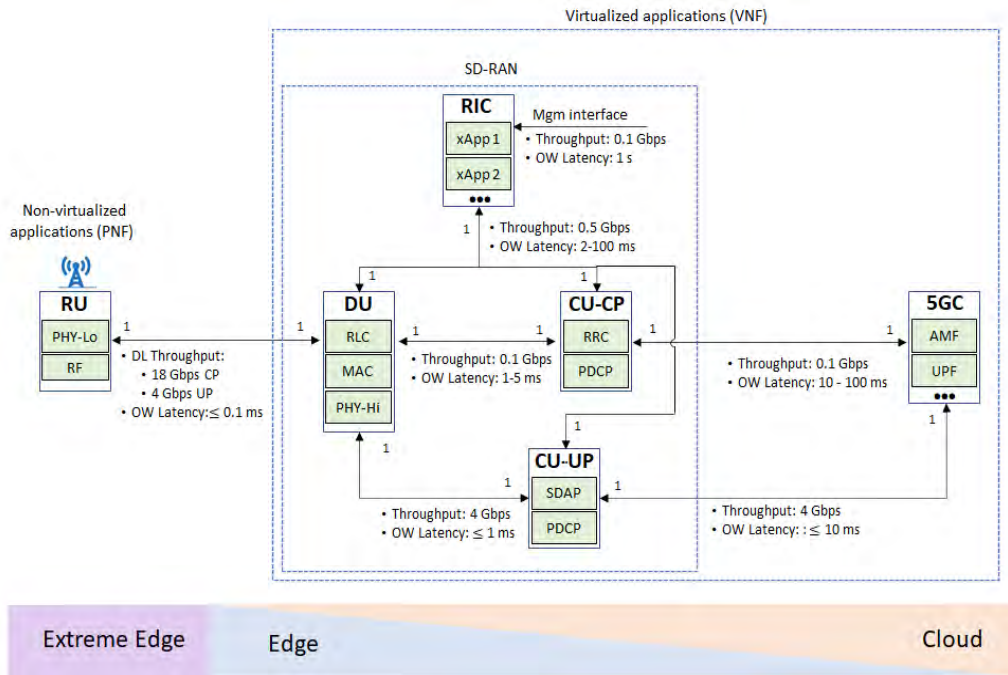 Virtualized applications (VNF)
SD-RAN
RIC
xApp 1
xApp 2
•••
Mgm interface
• Throughput: 0.1 Gbps
• OW Latency: 1 s
1
• Throughput: 0.5 Gbps
• OW Latency: 2-100 ms
Non-virtualized
applications (PNF)
1
1
RU
PHY-Lo
RF
1
1
• DL Throughput:
• 18 Gbps CP
• 4 Gbps UP
• OW Latency:≤ 0.1 ms
DU
RLC
MAC
PHY-Hi
1
1
• Throughput: 0.1 Gbps
• OW Latency: 1-5 ms
CU-CP
RRC
PDCP
1
1
• Throughput: 0.1 Gbps
• OW Latency: 10 - 100 ms
5GC
AMF
UPF
•••
1
1
1
CU-UP
SDAP
PDCP
1
1
• Throughput: 4 Gbps
• OW Latency: ≤ 1 ms
• Throughput: 4 Gbps
• OW Latency: : ≤ 10 ms
Extreme Edge
Edge
Cloud